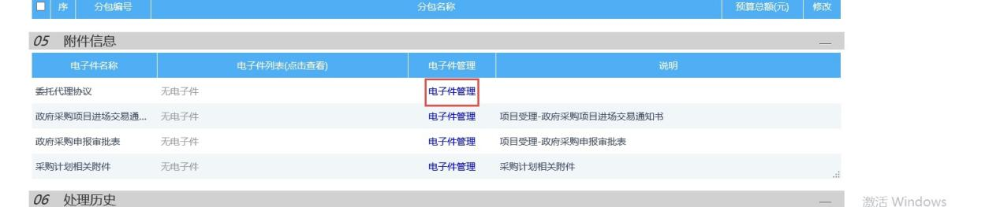 序 分包编号 分包名称 预算总额(元) 修改
05 附件信息
电子件名称 电子件列表(点击查看) 电子件管理 说明
委托代理协议 无电子件 电子件管理
政府采购项目进场交易通... 无电子件 电子件管理 项目受理-政府采购项目进场交易通知书
政府采购申报审批表 无电子件 电子件管理 项目受理-政府采购申报审批表
采购计划相关附件 无电子件 电子件管理 采购计划相关附件
06 处理历史
激活 Windows